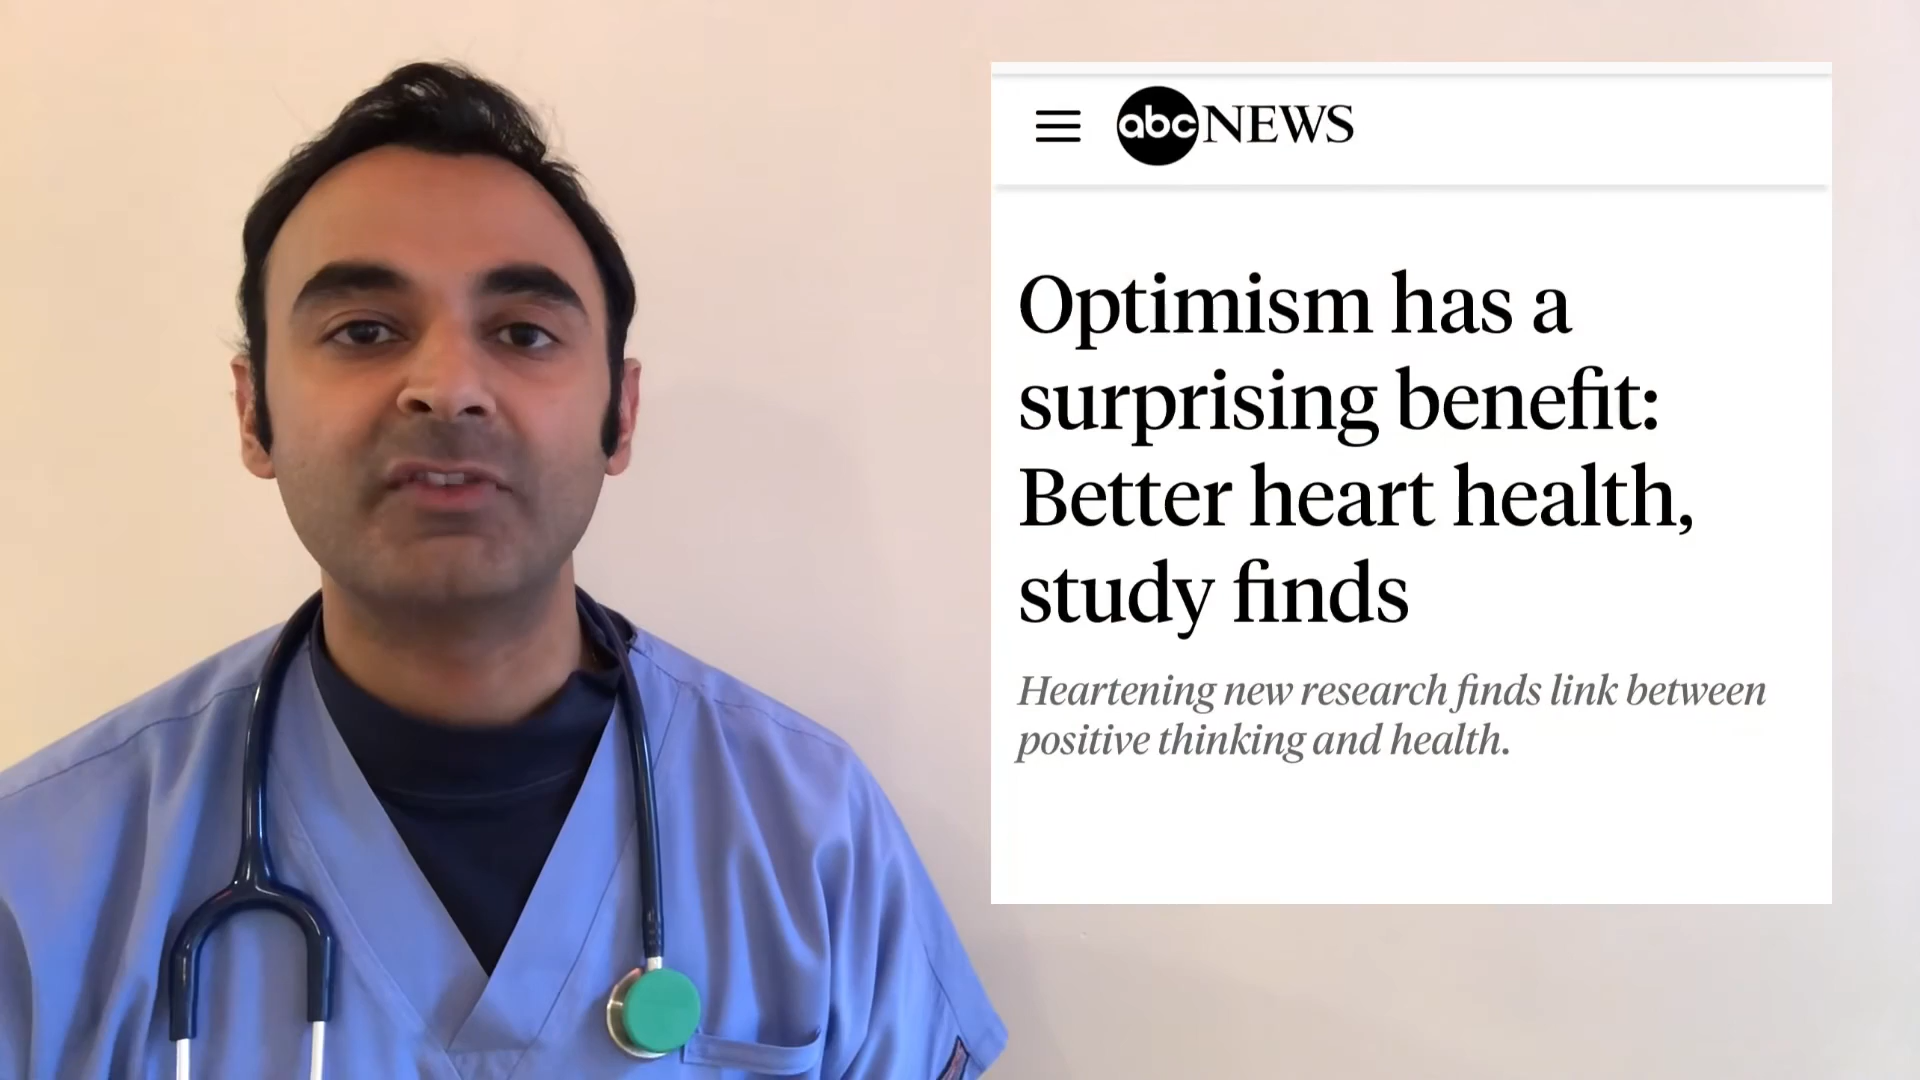 abc NEWS
Optimism has a
surprising benefit:
Better heart health,
study finds
Heartening new research finds link between
positive thinking and health.